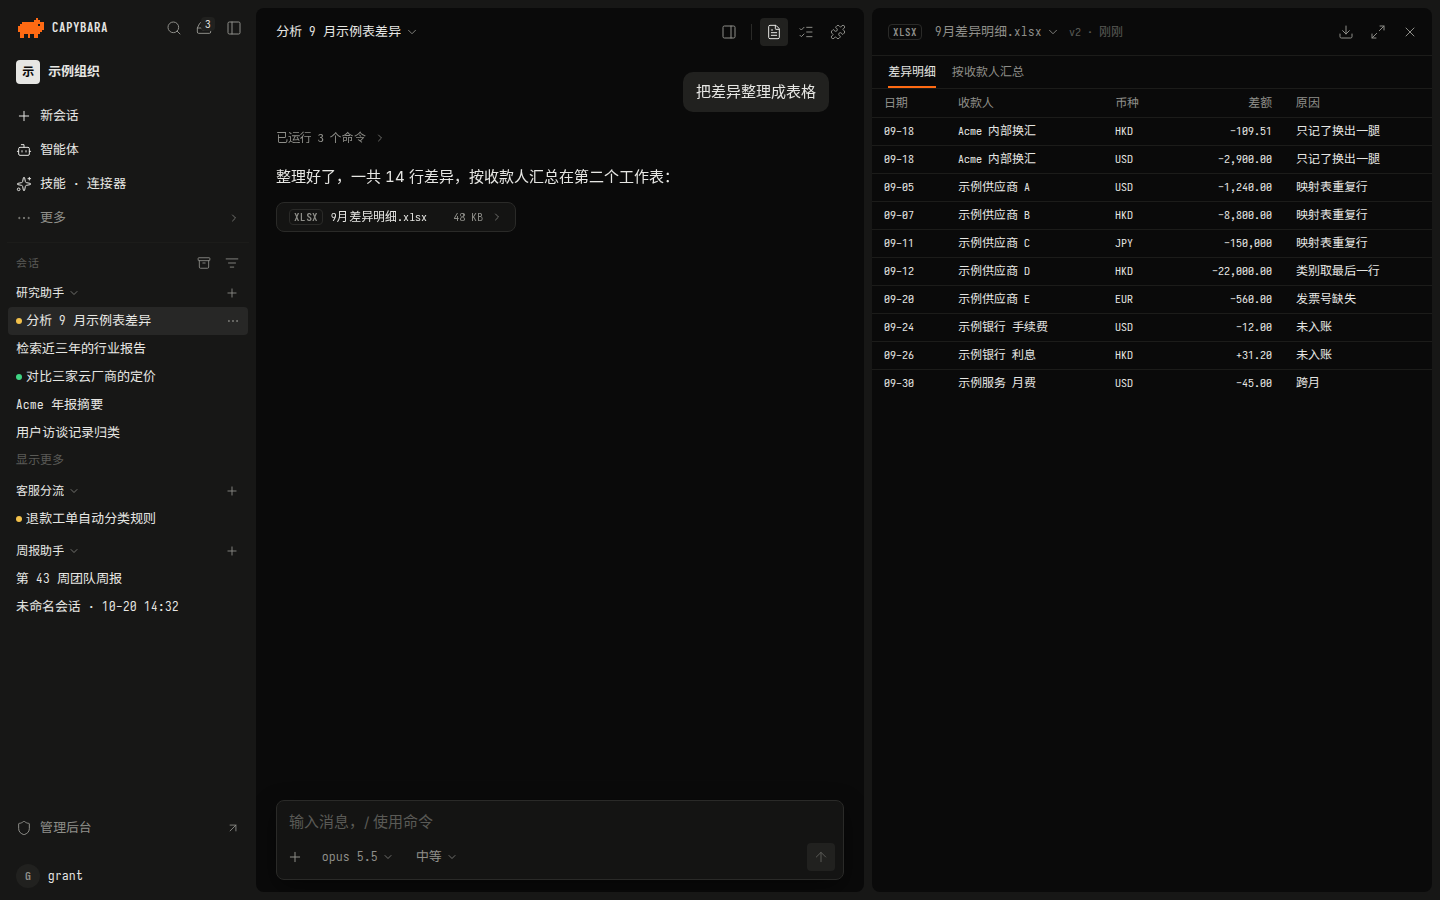 CAPYBARA
3
示 示例组织
新会话
智能体
技能 · 连接器
更多
会话
研究助手
分析 9 月示例表差异
检索近三年的行业报告
对比三家云厂商的定价
Acme 年报摘要
用户访谈记录归类
显示更多
客服分流
退款工单自动分类规则
周报助手
第 43 周团队周报
未命名会话 · 10-20 14:32
管理后台
G grant
分析 9 月示例表差异
把差异整理成表格
已运行 3 个命令
整理好了，一共 14 行差异，按收款人汇总在第二个工作表：
XLSX 9月差异明细.xlsx 48 KB
输入消息，/ 使用命令
opus 5.5 中等
XLSX 9月差异明细.xlsx v2 · 刚刚
差异明细 按收款人汇总
日期 收款人 币种 差额 原因
09-18 Acme 内部换汇 HKD -109.51 只记了换出一腿
09-18 Acme 内部换汇 USD -2,900.00 只记了换出一腿
09-05 示例供应商 A USD -1,240.00 映射表重复行
09-07 示例供应商 B HKD -8,800.00 映射表重复行
09-11 示例供应商 C JPY -150,000 映射表重复行
09-12 示例供应商 D HKD -22,000.00 类别取最后一行
09-20 示例供应商 E EUR -560.00 发票号缺失
09-24 示例银行 手续费 USD -12.00 未入账
09-26 示例银行 利息 HKD +31.20 未入账
09-30 示例服务 月费 USD -45.00 跨月